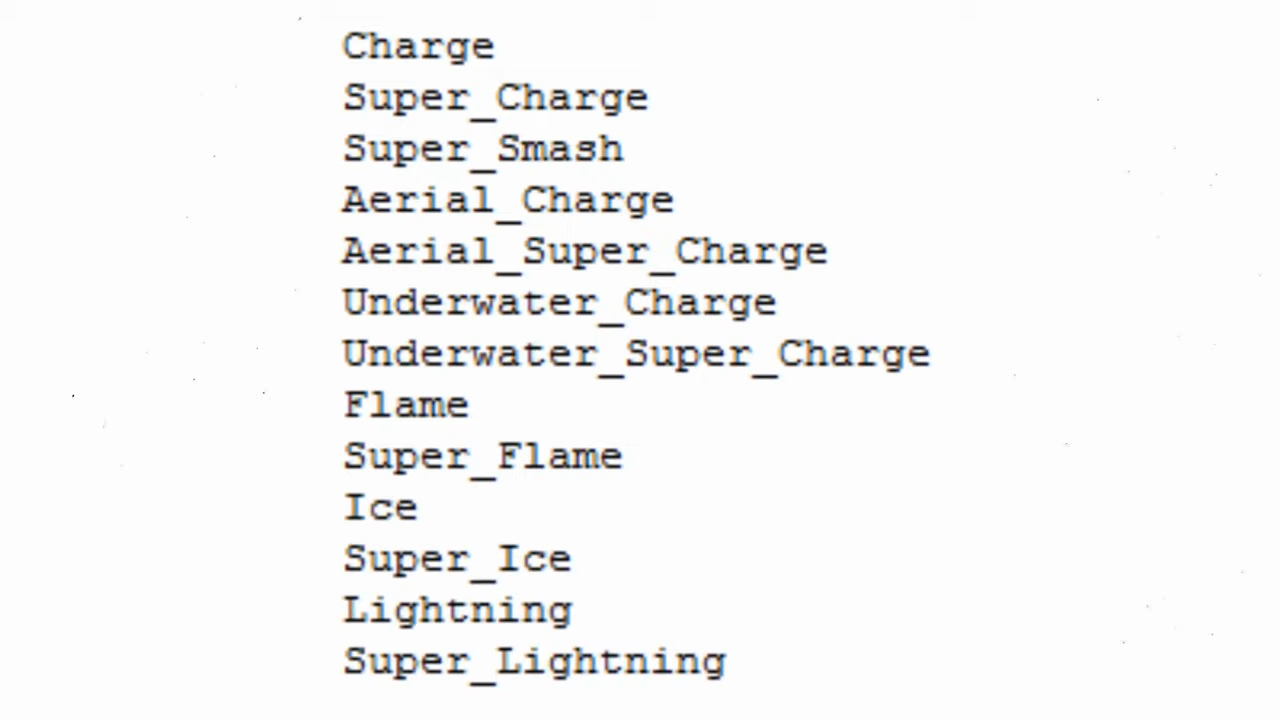 Charge
Super_Charge
Super_Smash
Aerial_Charge
Aerial_Super_Charge
Underwater_Charge
Underwater_Super_Charge
Flame
Super_Flame
Ice
Super_Ice
Lightning
Super_Lightning